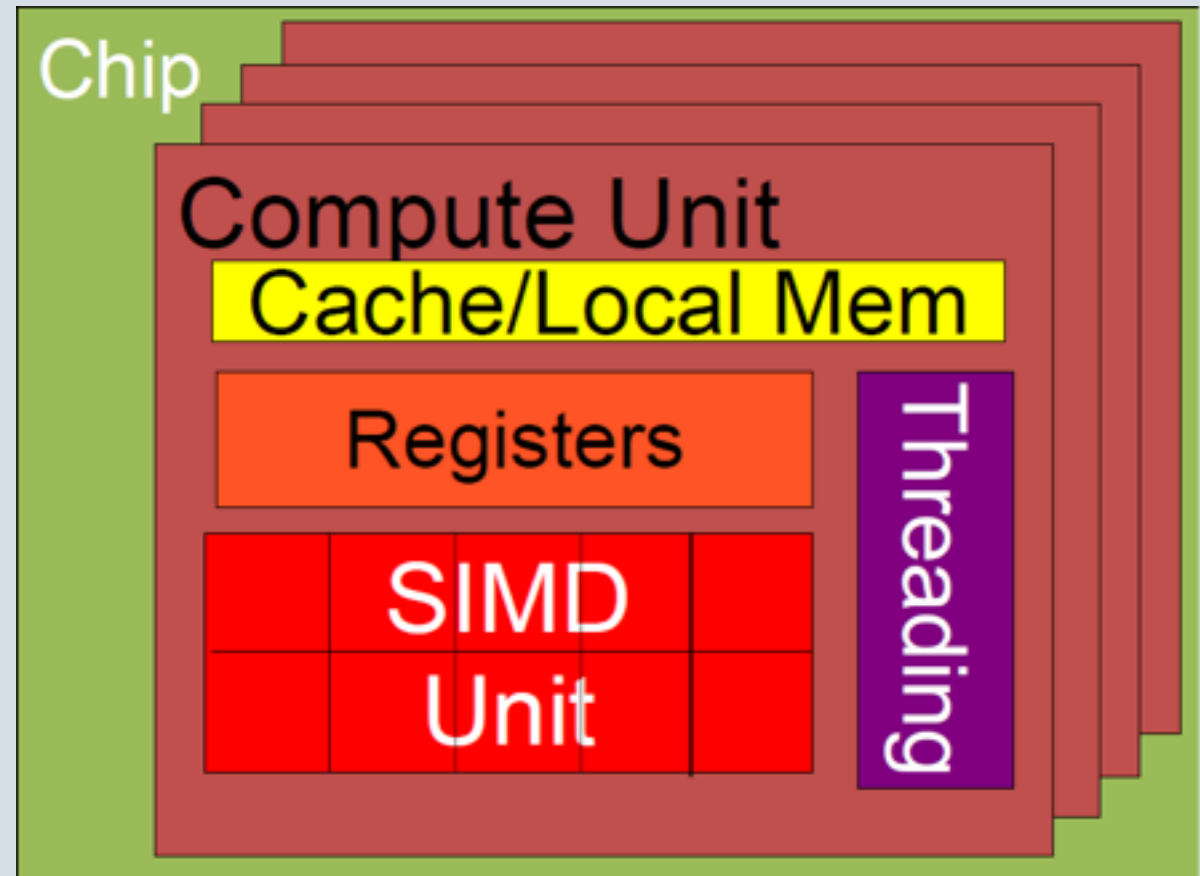 Chip
Compute Unit
Cache/Local Mem
Registers
Threading
SIMD
Unit